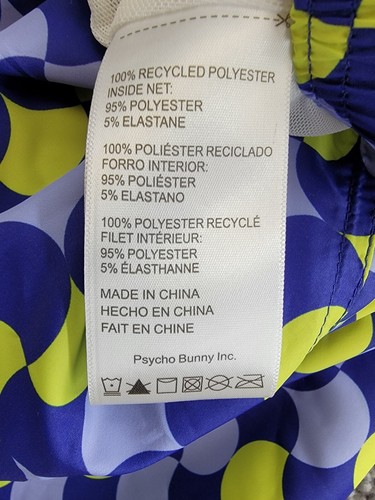 100% RECYCLED POLYESTER
INSIDE NET:
95% POLYESTER
5% ELASTANE
100% POLIÉSTER RECICLADO
FORRO INTERIOR:
95% POLIÉSTER
5% ELASTANO
100% POLYESTER RECYCLÉ
FILET INTÉRIEUR:
95% POLYESTER
5% ÉLASTHANNE
MADE IN CHINA
HECHO EN CHINA
FAIT EN CHINE
Psycho Bunny Inc.